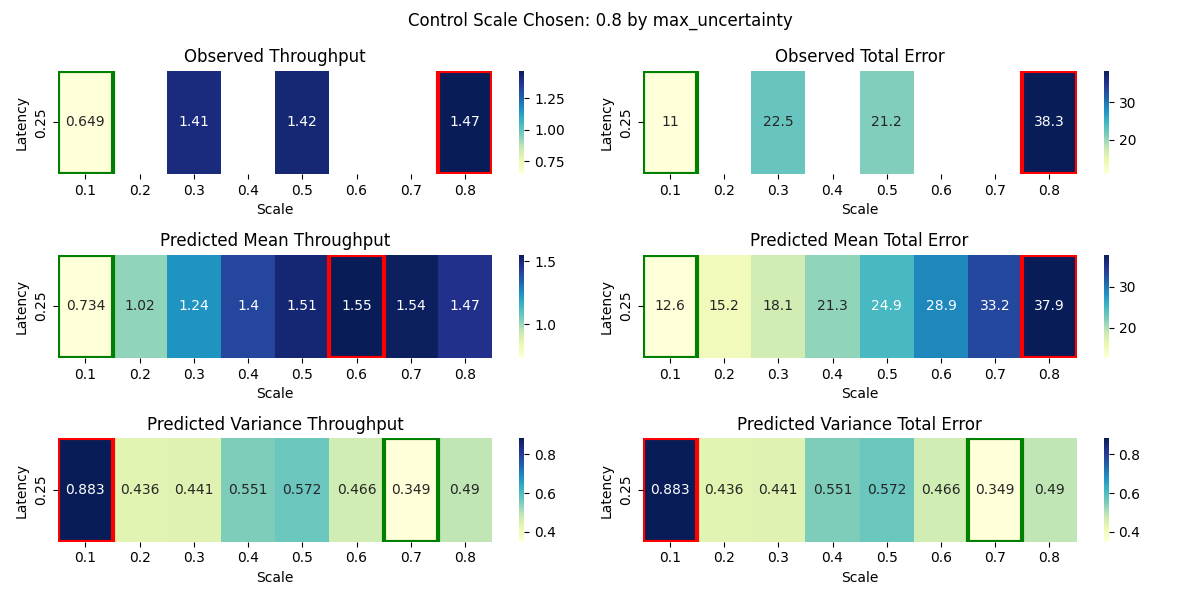 Control Scale Chosen: 0.8 by max_uncertainty
Observed Throughput
Latency
0.25
0.649 1.41 1.42 1.47
0.1 0.2 0.3 0.4 0.5 0.6 0.7 0.8
Scale
1.25
1.00
0.75
Observed Total Error
Latency
0.25
11 22.5 21.2 38.3
0.1 0.2 0.3 0.4 0.5 0.6 0.7 0.8
Scale
30
20
Predicted Mean Throughput
Latency
0.25
0.734 1.02 1.24 1.4 1.51 1.55 1.54 1.47
0.1 0.2 0.3 0.4 0.5 0.6 0.7 0.8
Scale
1.5
1.0
Predicted Mean Total Error
Latency
0.25
12.6 15.2 18.1 21.3 24.9 28.9 33.2 37.9
0.1 0.2 0.3 0.4 0.5 0.6 0.7 0.8
Scale
30
20
Predicted Variance Throughput
Latency
0.25
0.883 0.436 0.441 0.551 0.572 0.466 0.349 0.49
0.1 0.2 0.3 0.4 0.5 0.6 0.7 0.8
Scale
0.8
0.6
0.4
Predicted Variance Total Error
Latency
0.25
0.883 0.436 0.441 0.551 0.572 0.466 0.349 0.49
0.1 0.2 0.3 0.4 0.5 0.6 0.7 0.8
Scale
0.8
0.6
0.4